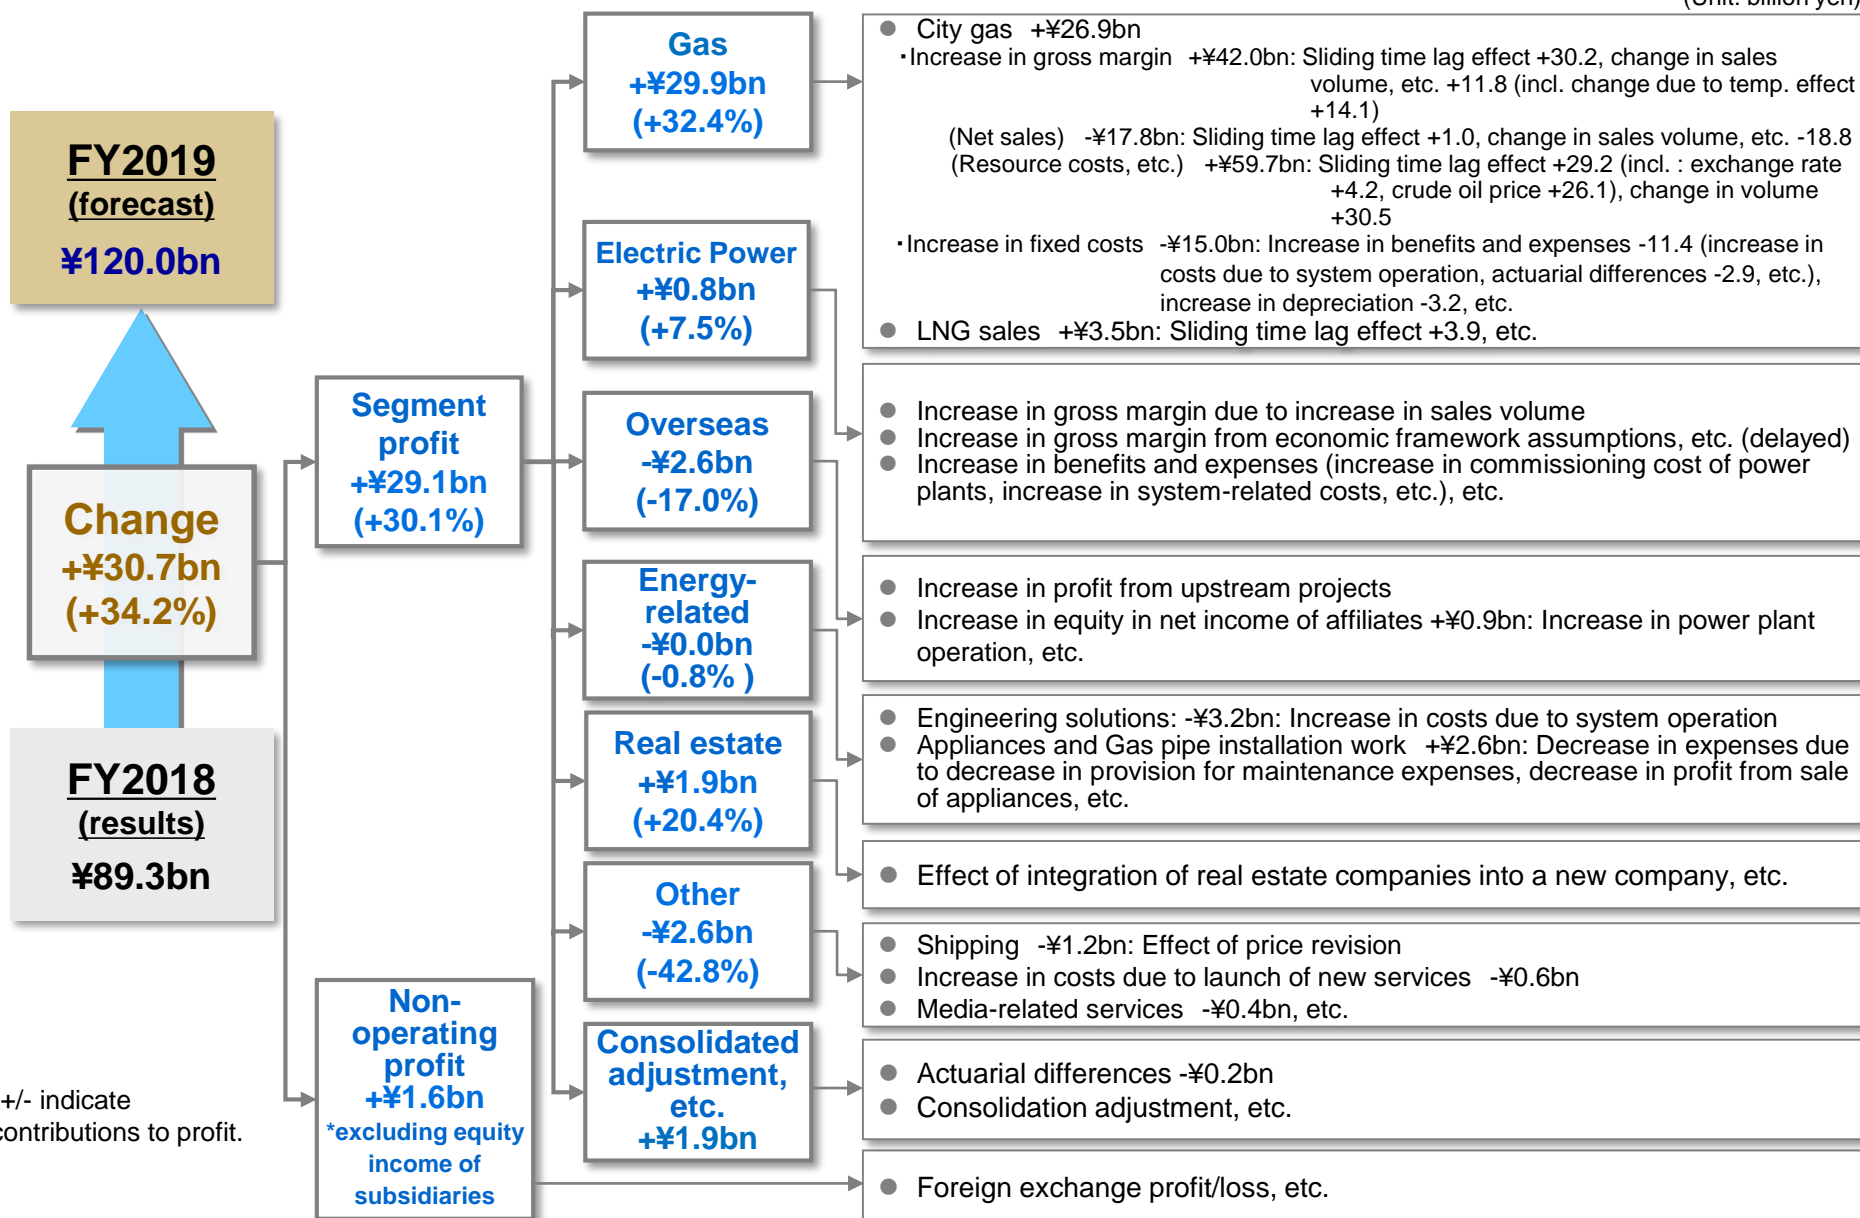 (Unit: billion yen)
FY2019
(forecast)
¥120.0bn
Change
+¥30.7bn
(+34.2%)
FY2018
(results)
¥89.3bn
+/- indicate
contributions to profit.
Segment
profit
+¥29.1bn
(+30.1%)
Non-
operating
profit
+¥1.6bn
*excluding equity
income of
subsidiaries
Gas
+¥29.9bn
(+32.4%)
Electric Power
+¥0.8bn
(+7.5%)
Overseas
-¥2.6bn
(-17.0%)
Energy-
related
-¥0.0bn
(-0.8% )
Real estate
+¥1.9bn
(+20.4%)
Other
-¥2.6bn
(-42.8%)
Consolidated
adjustment,
etc.
+¥1.9bn
● City gas +¥26.9bn
・Increase in gross margin +¥42.0bn: Sliding time lag effect +30.2, change in sales
volume, etc. +11.8 (incl. change due to temp. effect
+14.1)
(Net sales) -¥17.8bn: Sliding time lag effect +1.0, change in sales volume, etc. -18.8
(Resource costs, etc.) +¥59.7bn: Sliding time lag effect +29.2 (incl. : exchange rate
+4.2, crude oil price +26.1), change in volume
+30.5
・Increase in fixed costs -¥15.0bn: Increase in benefits and expenses -11.4 (increase in
costs due to system operation, actuarial differences -2.9, etc.),
increase in depreciation -3.2, etc.
● LNG sales +¥3.5bn: Sliding time lag effect +3.9, etc.
● Increase in gross margin due to increase in sales volume
● Increase in gross margin from economic framework assumptions, etc. (delayed)
● Increase in benefits and expenses (increase in commissioning cost of power
plants, increase in system-related costs, etc.), etc.
● Increase in profit from upstream projects
● Increase in equity in net income of affiliates +¥0.9bn: Increase in power plant
operation, etc.
● Engineering solutions: -¥3.2bn: Increase in costs due to system operation
● Appliances and Gas pipe installation work +¥2.6bn: Decrease in expenses due
to decrease in provision for maintenance expenses, decrease in profit from sale
of appliances, etc.
● Effect of integration of real estate companies into a new company, etc.
● Shipping -¥1.2bn: Effect of price revision
● Increase in costs due to launch of new services -¥0.6bn
● Media-related services -¥0.4bn, etc.
● Actuarial differences -¥0.2bn
● Consolidation adjustment, etc.
● Foreign exchange profit/loss, etc.